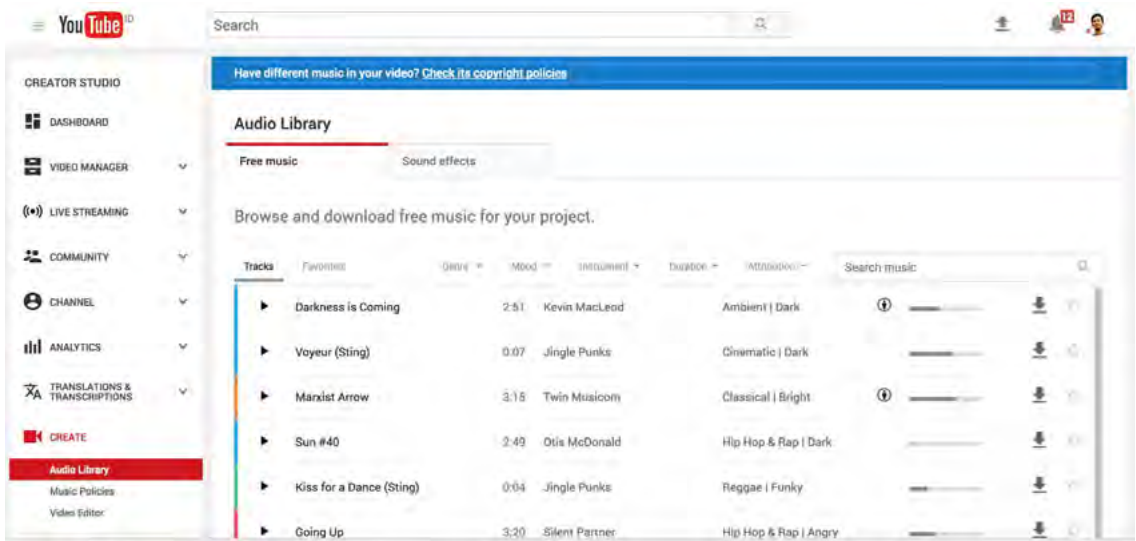 YouTube ID
Search
12
CREATOR STUDIO
DASHBOARD
VIDEO MANAGER
LIVE STREAMING
COMMUNITY
CHANNEL
ANALYTICS
TRANSLATIONS &
TRANSCRIPTIONS
CREATE
Audio Library
Music Policies
Video Editor
Have different music in your video? Check its copyright policies
Audio Library
Free music Sound effects
Browse and download free music for your project.
Tracks Favorites Genre Mood Instrument Duration Attribution Search music
Darkness is Coming 2:51 Kevin MacLeod Ambient | Dark
Voyeur (Sting) 0:07 Jingle Punks Cinematic | Dark
Marxist Arrow 3:15 Twin Musicom Classical | Bright
Sun #40 2:49 Otis McDonald Hip Hop & Rap | Dark
Kiss for a Dance (Sting) 0:04 Jingle Punks Reggae | Funky
Going Up 3:20 Silent Partner Hip Hop & Rap | Angry